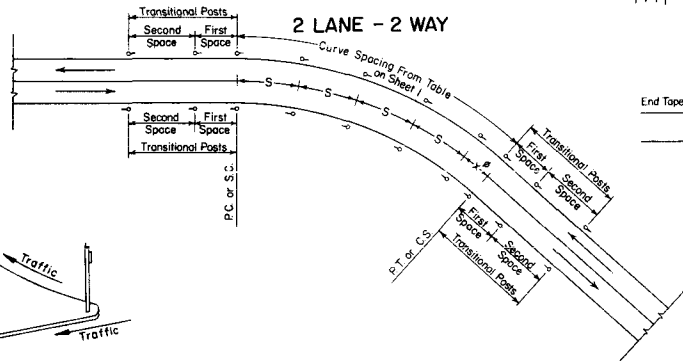 2 LANE - 2 WAY
Transitional Posts
Second Space
First Space
Curve Spacing From Table
on Sheet 1
S
S
S
S
X
ø
Second Space
First Space
Transitional Posts
P.C. or S.C.
End Tape
Transitional Posts
First Space
Second Space
First Space
Second Space
Transitional Posts
P.T. or C.S.
Traffic
Traffic